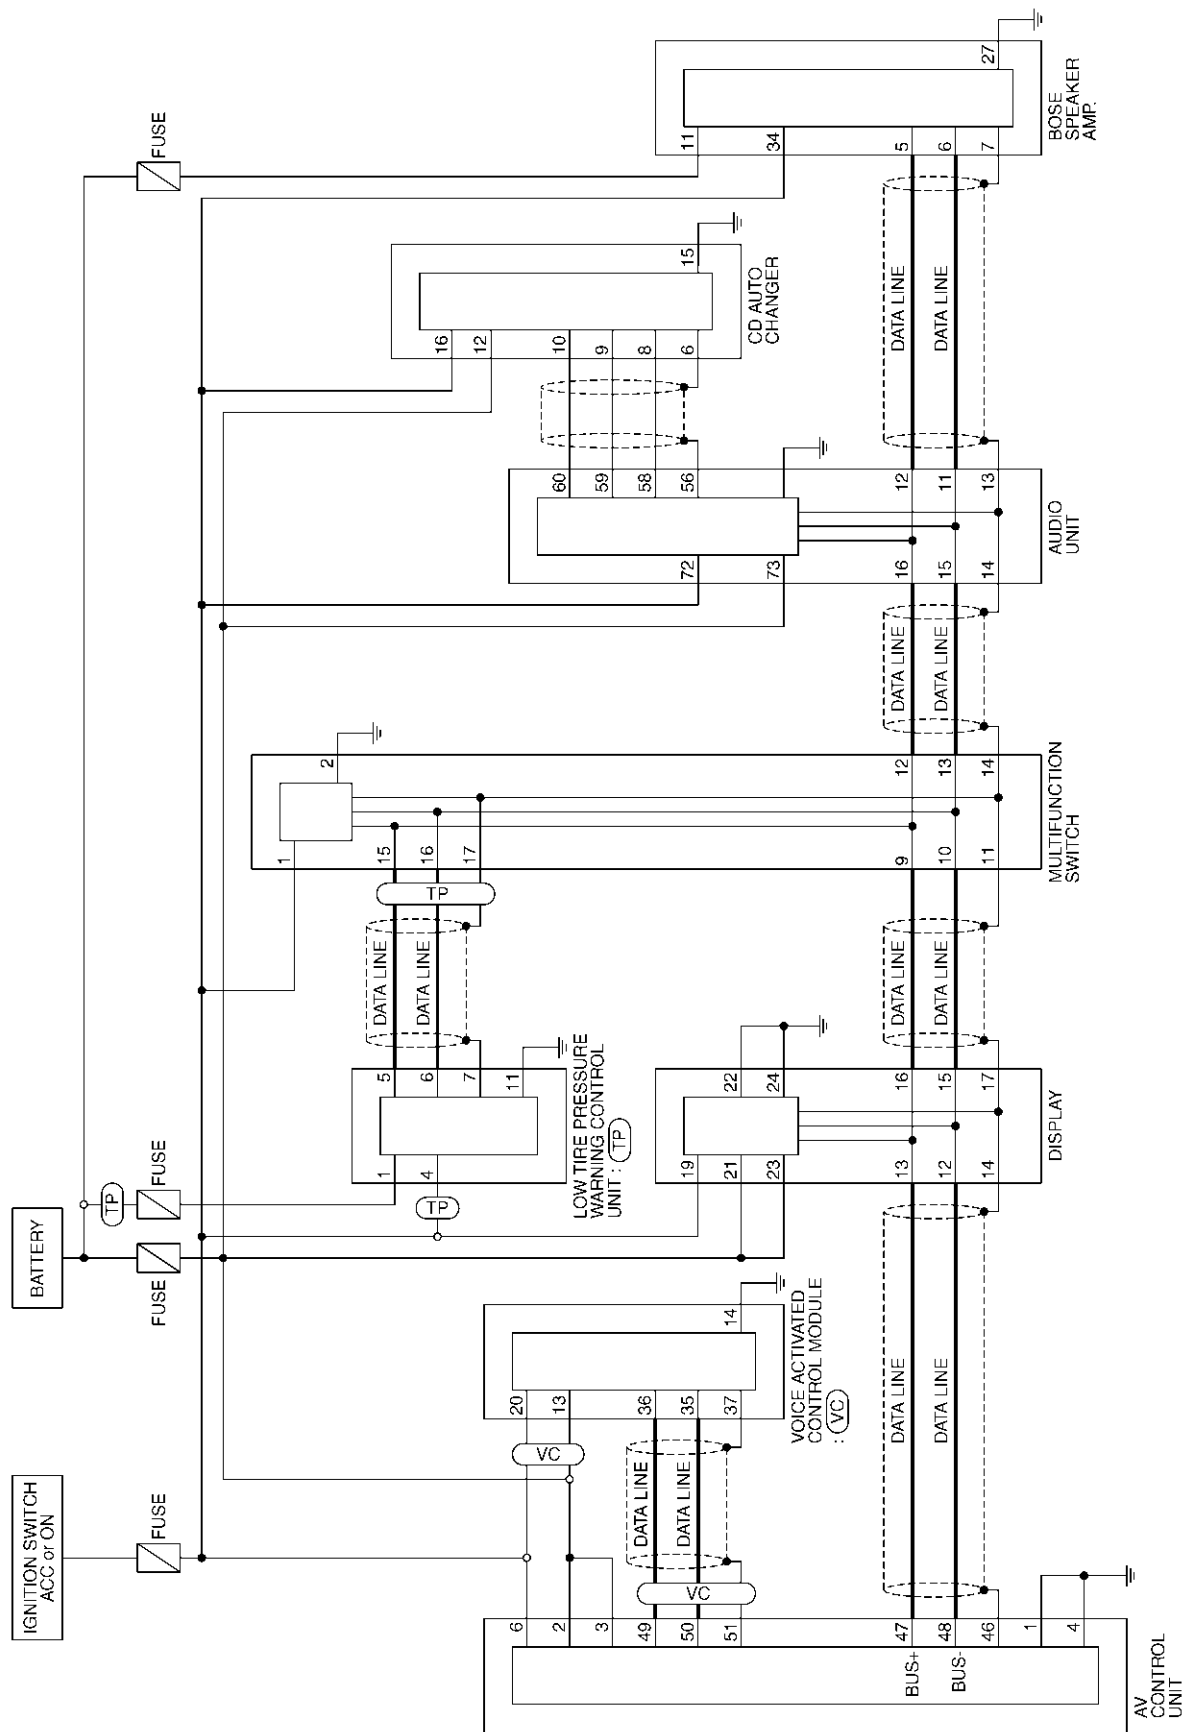 IGNITION SWITCH
ACC or ON
BATTERY
TP
FUSE
FUSE
FUSE
FUSE
1
2
15
16
17
TP
DATA LINE
DATA LINE
5
6
7
11
1
4
TP
LOW TIRE PRESSURE
WARNING CONTROL
UNIT : TP
16
12
10
9
8
6
15
CD AUTO
CHANGER
60
59
58
56
72
73
6
2
3
49
50
51
VC
VC
DATA LINE
DATA LINE
20
13
36
35
37
14
VOICE ACTIVATED
CONTROL MODULE
: VC
19
21
23
22
24
11
34
27
BUS+
47
DATA LINE
13
16
DATA LINE
9
12
DATA LINE
16
12
DATA LINE
5
BUS-
48
DATA LINE
12
15
DATA LINE
10
13
DATA LINE
15
11
DATA LINE
6
46
14
17
11
14
14
13
7
1
4
AV
CONTROL
UNIT
DISPLAY
MULTIFUNCTION
SWITCH
AUDIO
UNIT
BOSE
SPEAKER
AMP.